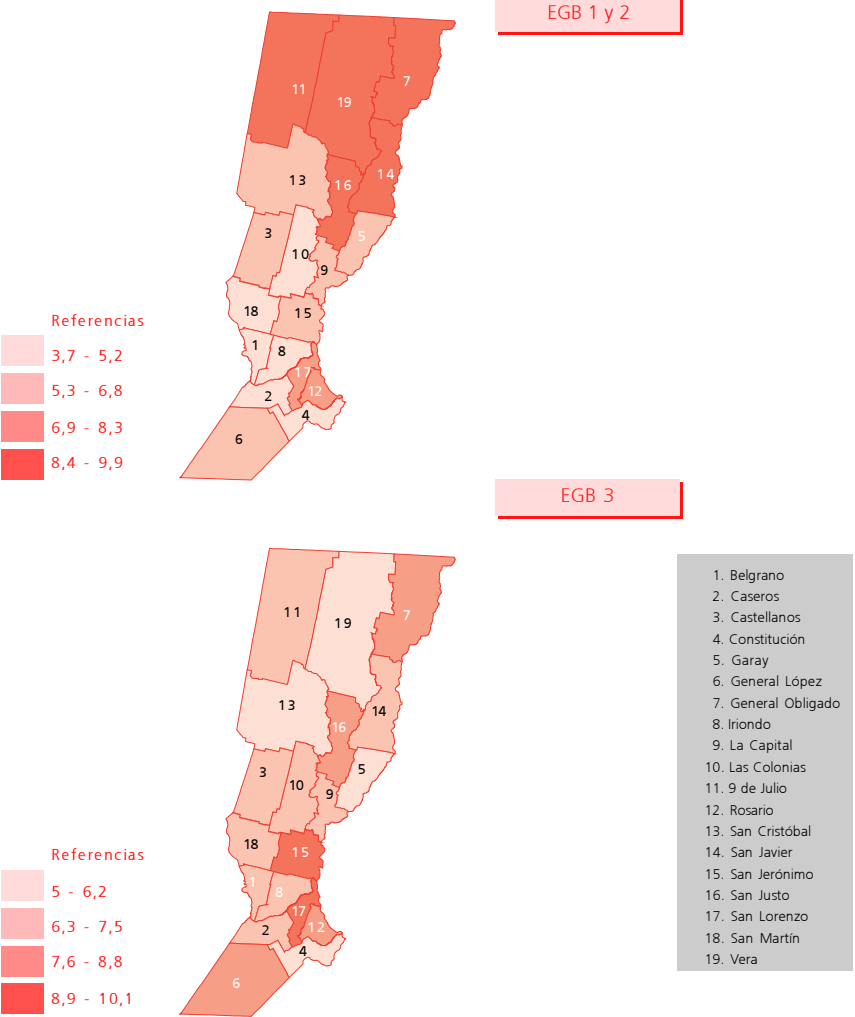 EGB 1 y 2
11
19
7
13
16
14
3
10
5
9
18
15
1
8
17
12
2
4
6
Referencias
3,7 - 5,2
5,3 - 6,8
6,9 - 8,3
8,4 - 9,9
EGB 3
11
19
7
13
16
14
3
10
5
9
18
15
1
8
17
12
2
4
6
Referencias
5 - 6,2
6,3 - 7,5
7,6 - 8,8
8,9 - 10,1
1. Belgrano
2. Caseros
3. Castellanos
4. Constitución
5. Garay
6. General López
7. General Obligado
8. Iriondo
9. La Capital
10. Las Colonias
11. 9 de Julio
12. Rosario
13. San Cristóbal
14. San Javier
15. San Jerónimo
16. San Justo
17. San Lorenzo
18. San Martín
19. Vera